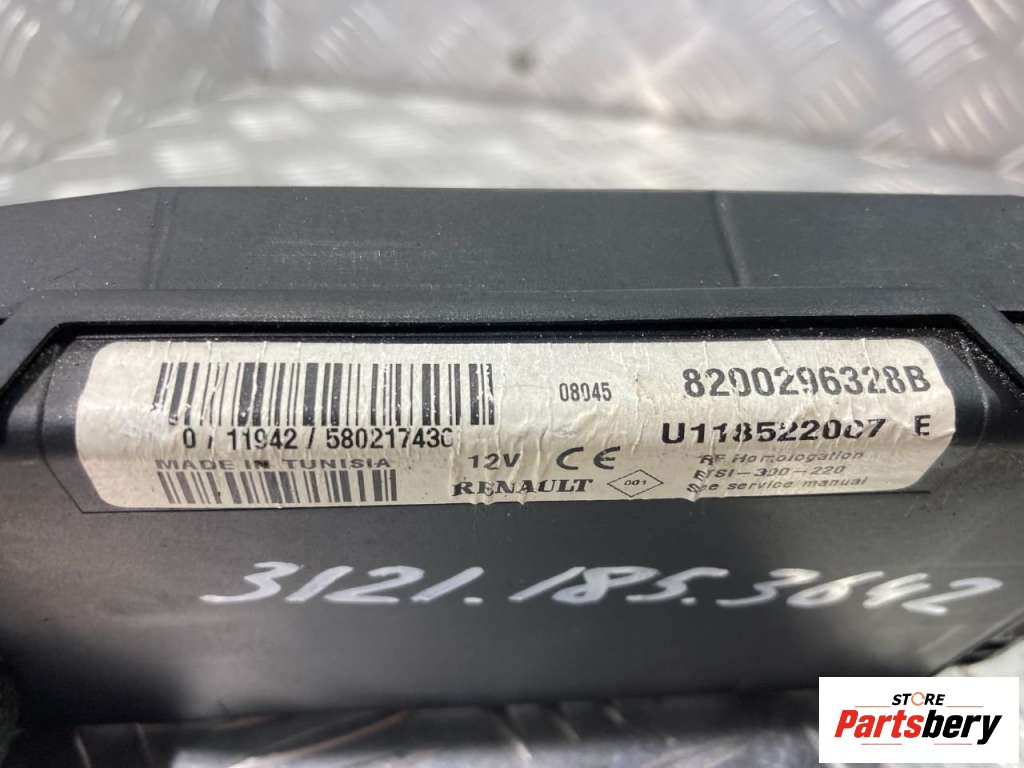 08045
8200296328B
0 / 11942 / 58021743C
U118522007 E
MADE IN TUNISIA
12V CE
RF Homologation
ETSI-300-220
RENAULT
001
See service manual
3121.185.3642
STORE
Partsbery